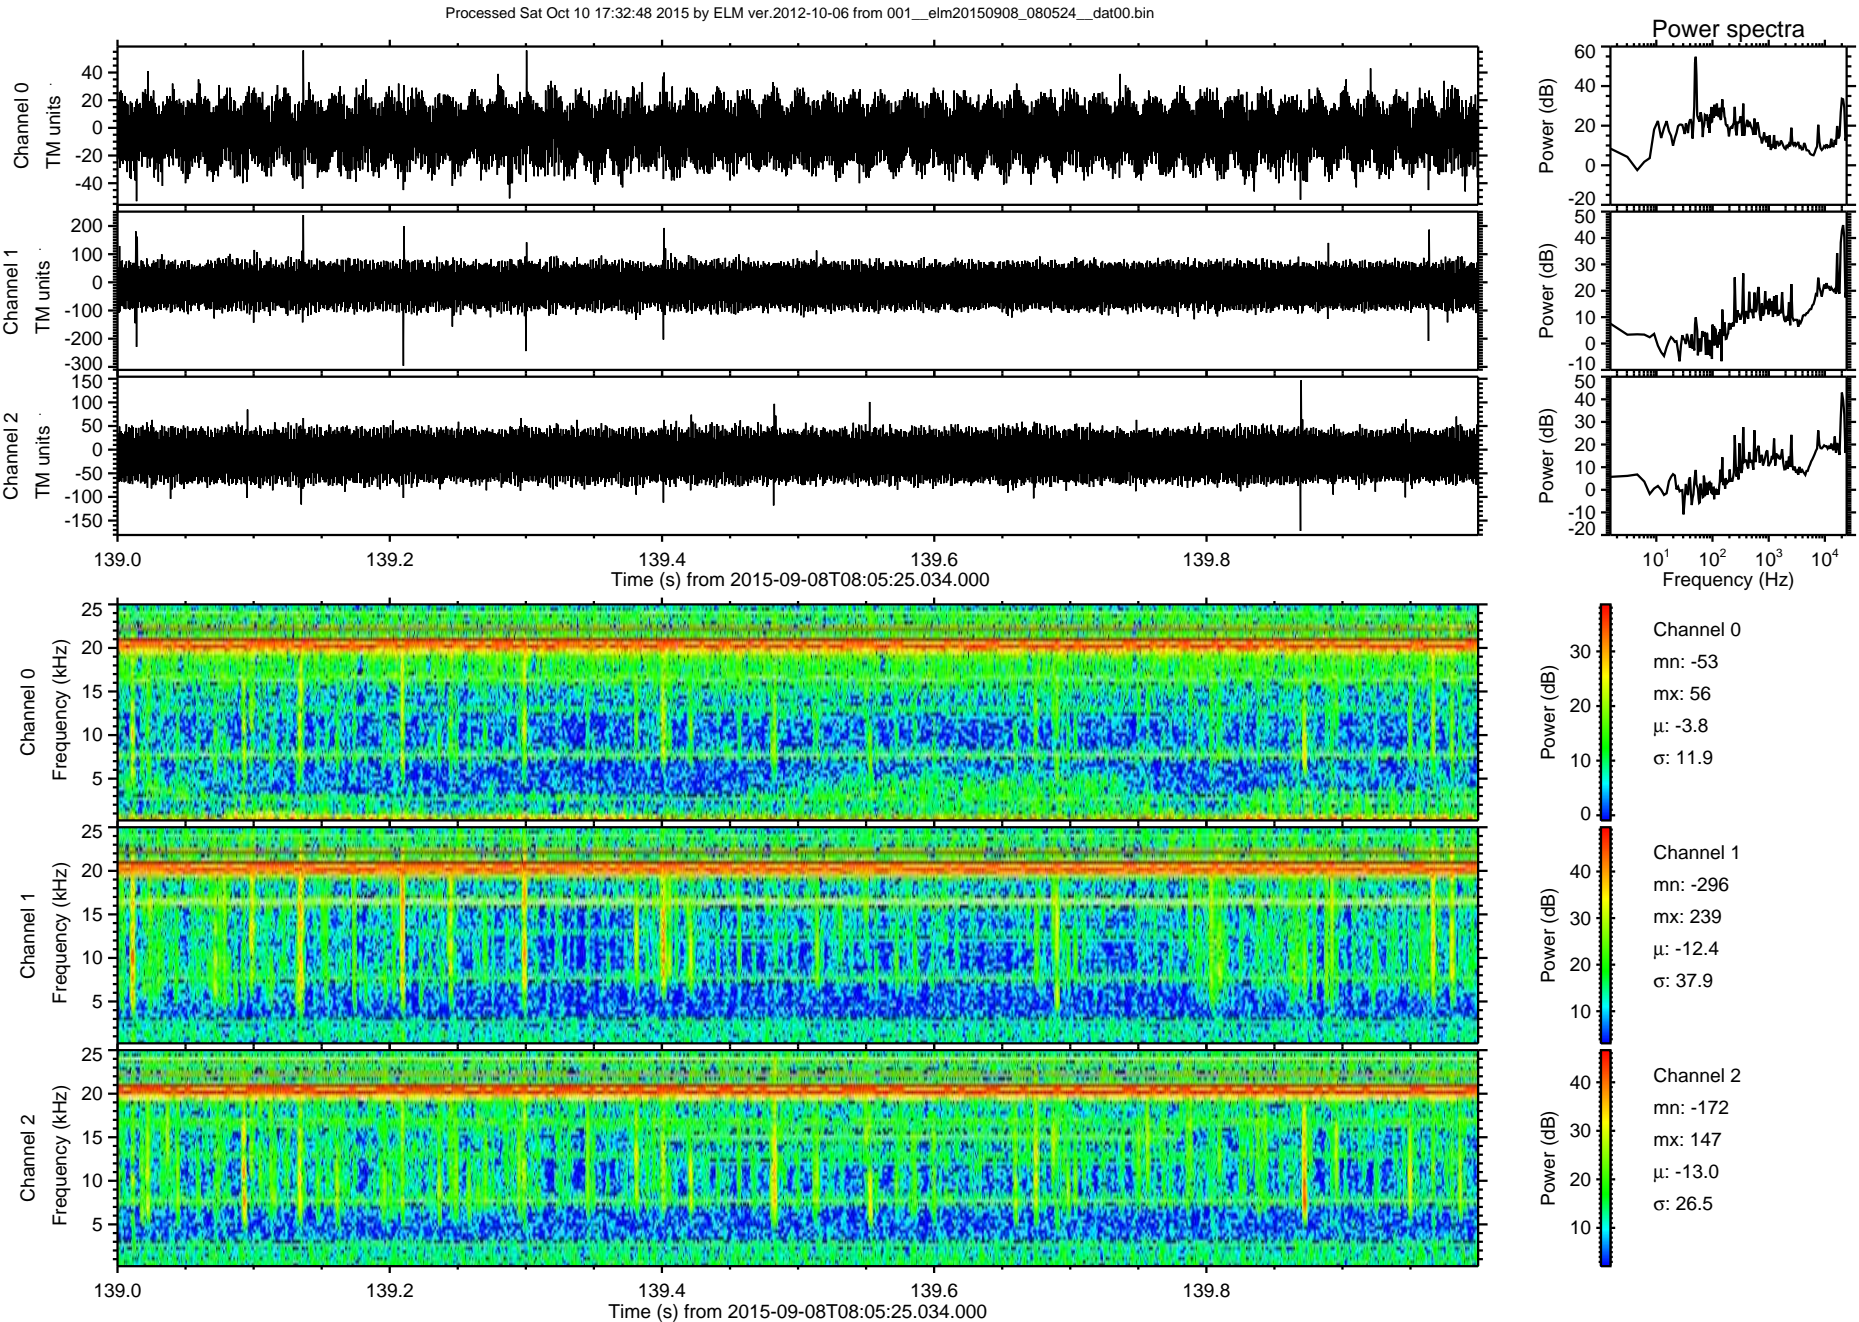 Processed Sat Oct 10 17:32:48 2015 by ELM ver.2012-10-06 from 001__elm20150908_080524__dat00.bin
Power spectra
Channel 0
TM units
40
20
0
-20
-40
Power (dB)
60
40
20
0
-20
Channel 1
TM units
200
100
0
-100
-200
-300
Power (dB)
50
40
30
20
10
0
-10
Channel 2
TM units
150
100
50
0
-50
-100
-150
Power (dB)
50
40
30
20
10
0
-10
-20
139.0 139.2 139.4 139.6 139.8
Time (s) from 2015-09-08T08:05:25.034.000
10^1 10^2 10^3 10^4
Frequency (Hz)
Channel 0
Frequency (kHz)
25
20
15
10
5
Power (dB)
30
20
10
0
Channel 0
mn: -53
mx: 56
μ: -3.8
σ: 11.9
Channel 1
Frequency (kHz)
25
20
15
10
5
Power (dB)
40
30
20
10
Channel 1
mn: -296
mx: 239
μ: -12.4
σ: 37.9
Channel 2
Frequency (kHz)
25
20
15
10
5
Power (dB)
40
30
20
10
Channel 2
mn: -172
mx: 147
μ: -13.0
σ: 26.5
139.0 139.2 139.4 139.6 139.8
Time (s) from 2015-09-08T08:05:25.034.000